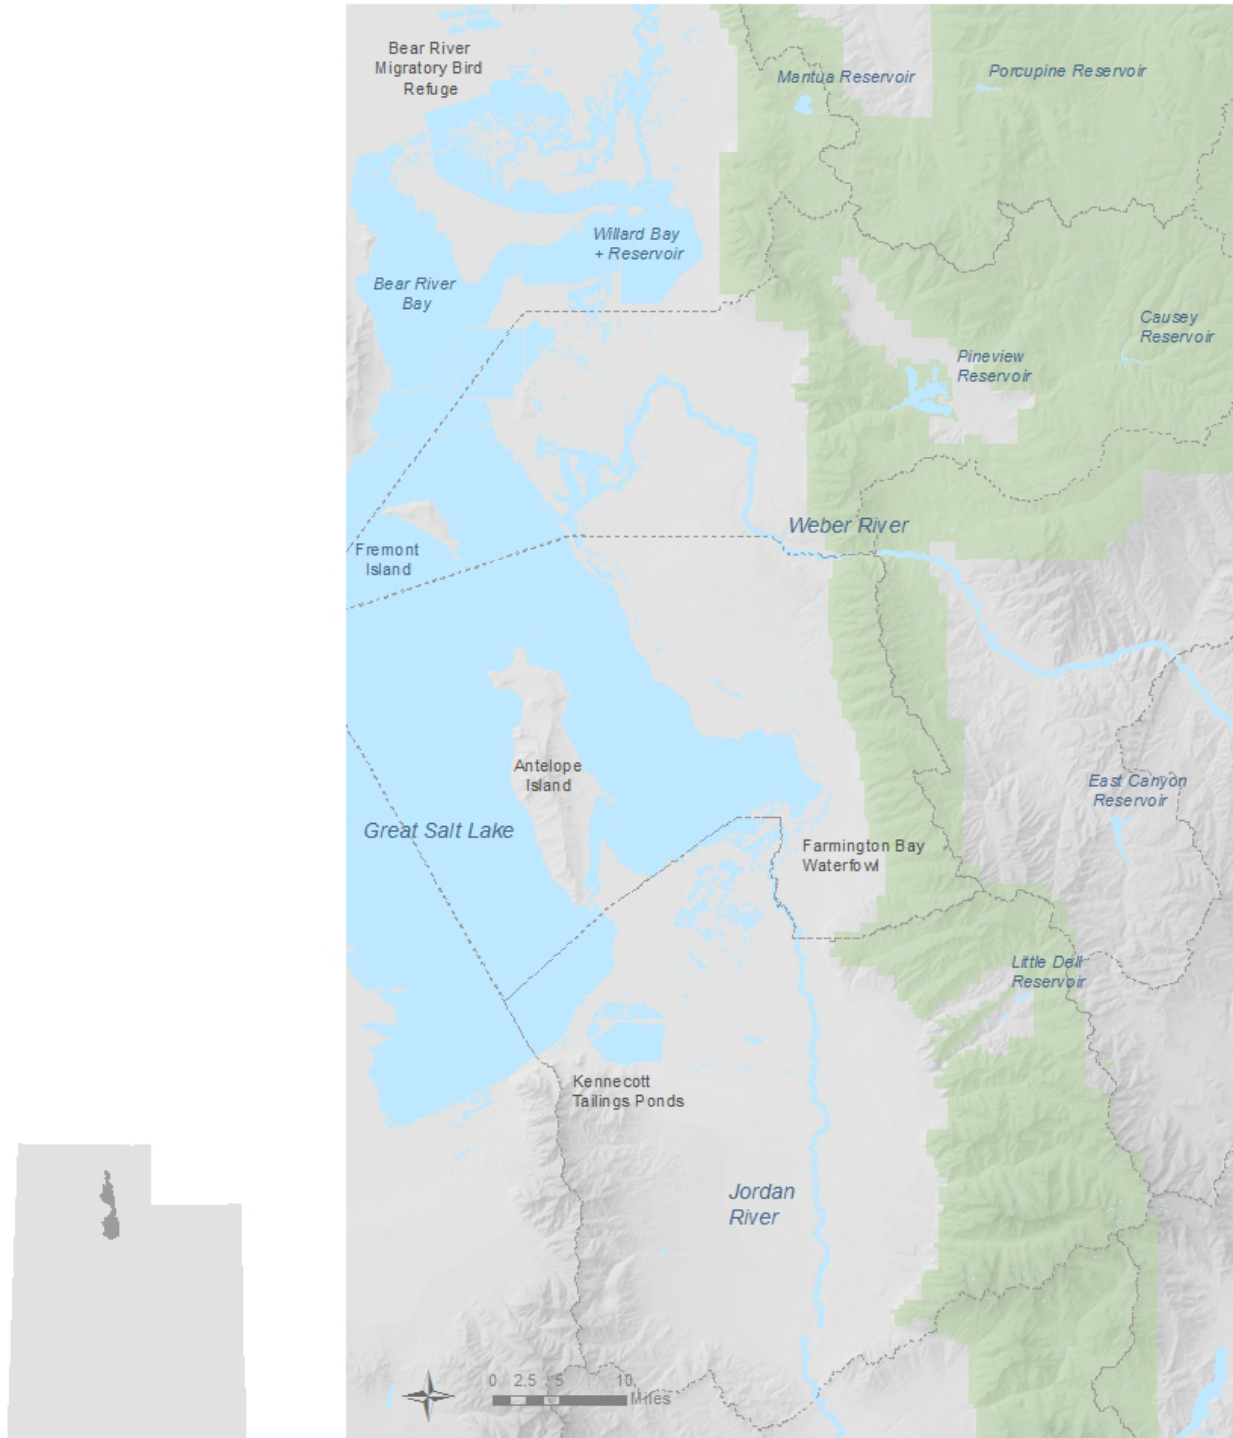 Bear River
Migratory Bird
Refuge
Mantua Reservoir
Porcupine Reservoir
Willard Bay
+ Reservoir
Bear River
Bay
Causey
Reservoir
Pineview
Reservoir
Weber River
Fremont
Island
Antelope
Island
East Canyon
Reservoir
Great Salt Lake
Farmington Bay
Waterfowl
Little Dell
Reservoir
Kennecott
Tailings Ponds
Jordan
River
0 2.5 5 10
Miles